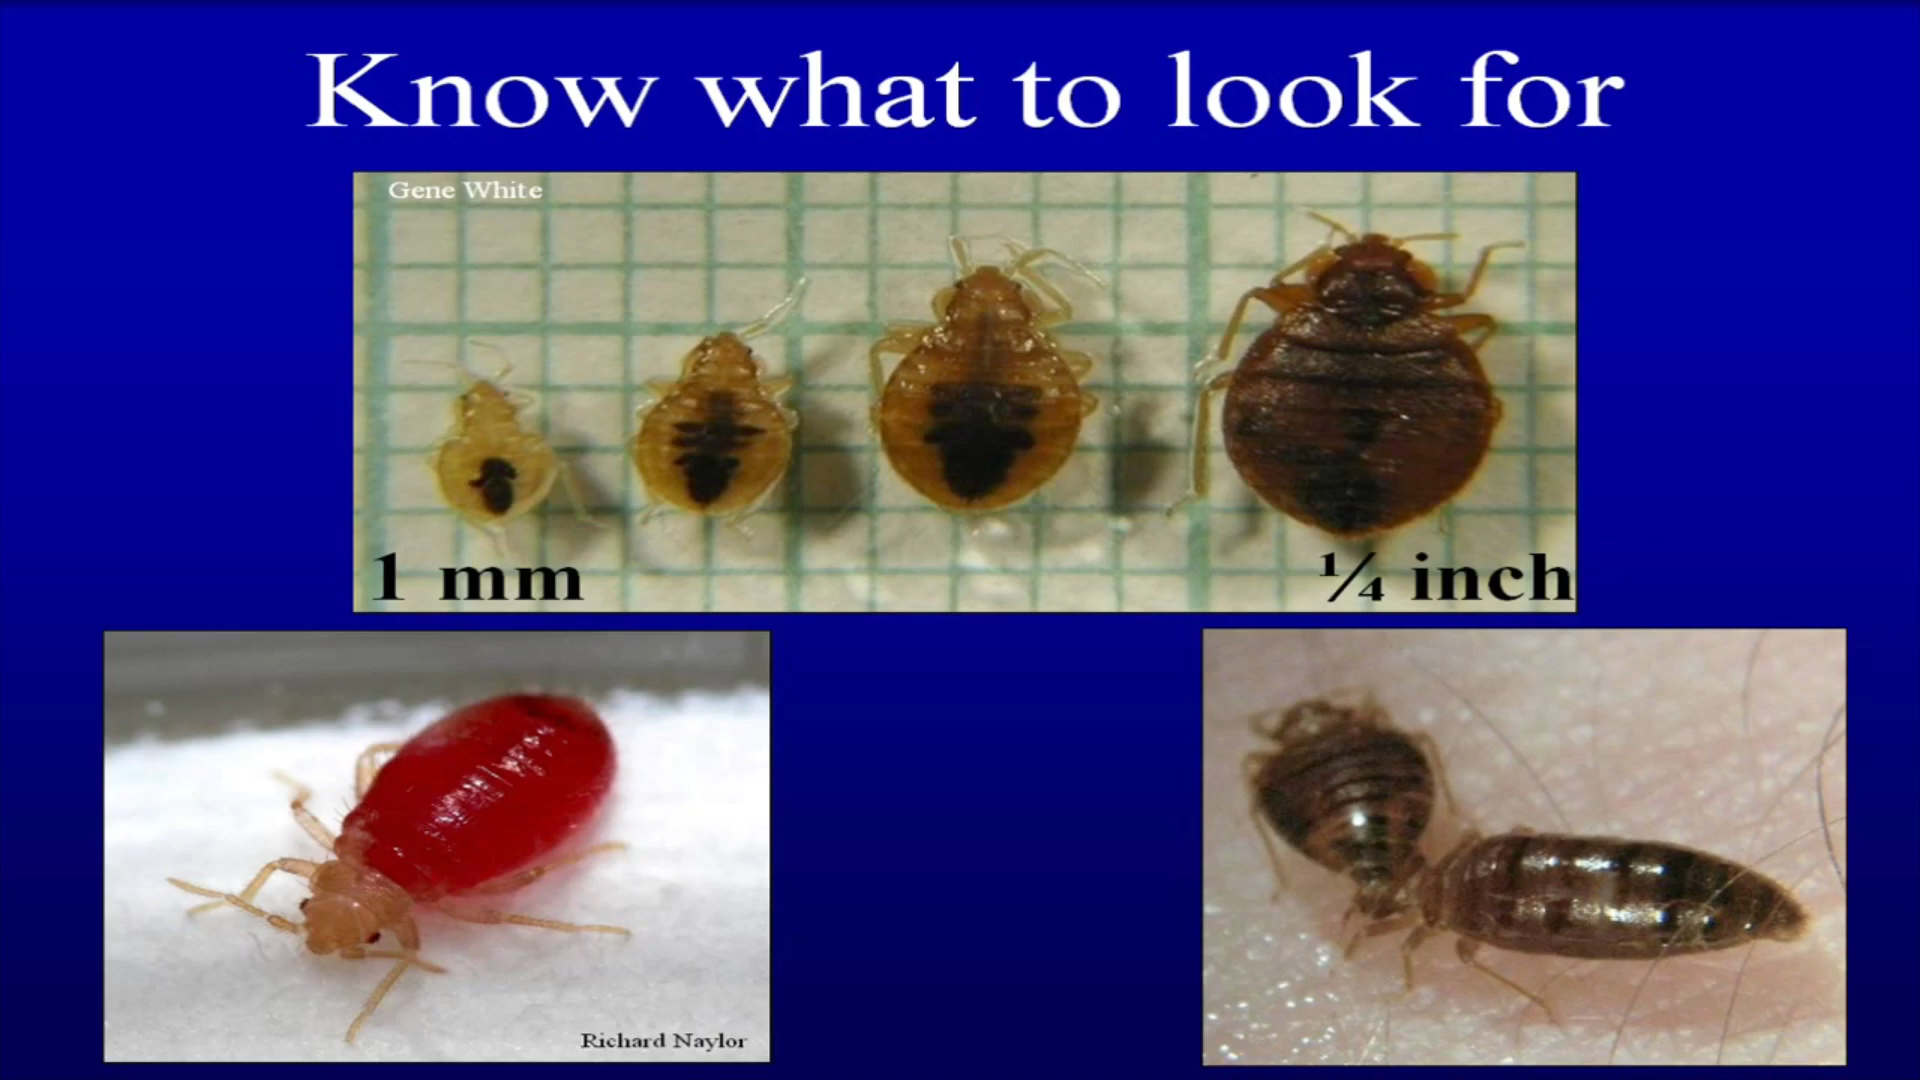 Know what to look for
Gene White
1 mm
¼ inch
Richard Naylor